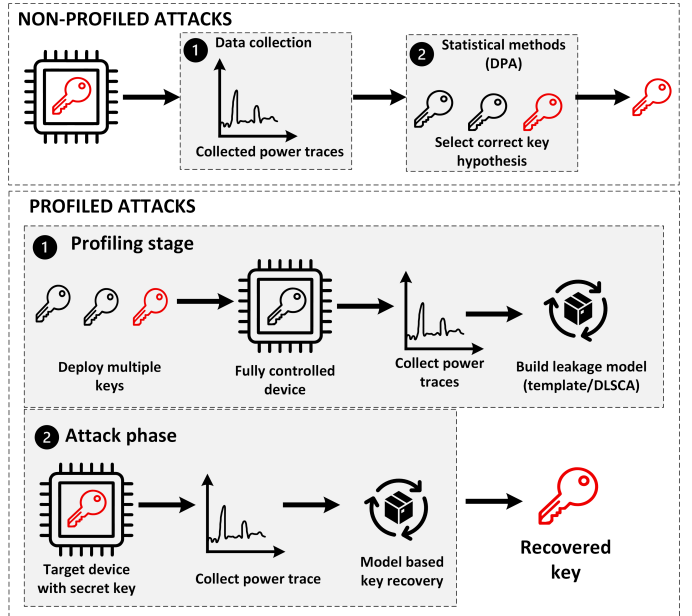 NON-PROFILED ATTACKS
1
Data collection
Collected power traces
2
Statistical methods
(DPA)
Select correct key
hypothesis
PROFILED ATTACKS
1
Profiling stage
Deploy multiple
keys
Fully controlled
device
Collect power
traces
Build leakage model
(template/DLSCA)
2
Attack phase
Target device
with secret key
Collect power trace
Model based
key recovery
Recovered
key